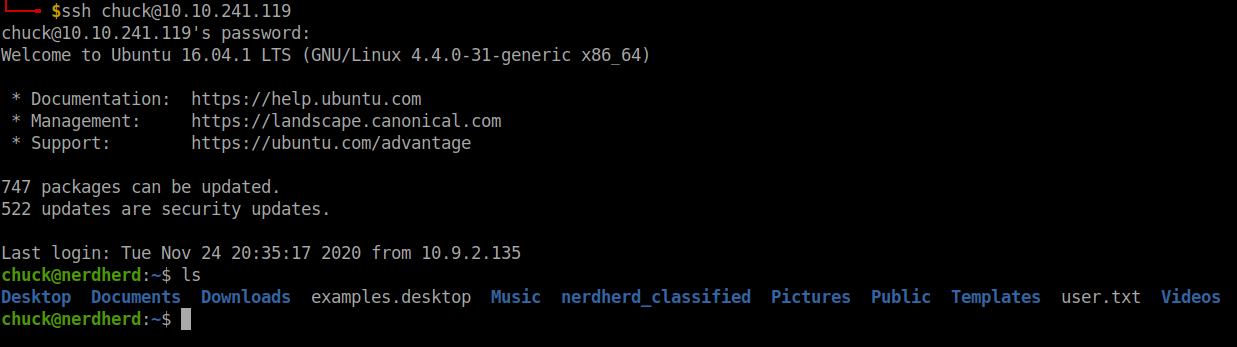 $ssh chuck@10.10.241.119
chuck@10.10.241.119's password:
Welcome to Ubuntu 16.04.1 LTS (GNU/Linux 4.4.0-31-generic x86_64)
* Documentation:  https://help.ubuntu.com
* Management:     https://landscape.canonical.com
* Support:        https://ubuntu.com/advantage
747 packages can be updated.
522 updates are security updates.
Last login: Tue Nov 24 20:35:17 2020 from 10.9.2.135
chuck@nerdherd:~$ ls
Desktop  Documents  Downloads  examples.desktop  Music  nerdherd_classified  Pictures  Public  Templates  user.txt  Videos
chuck@nerdherd:~$